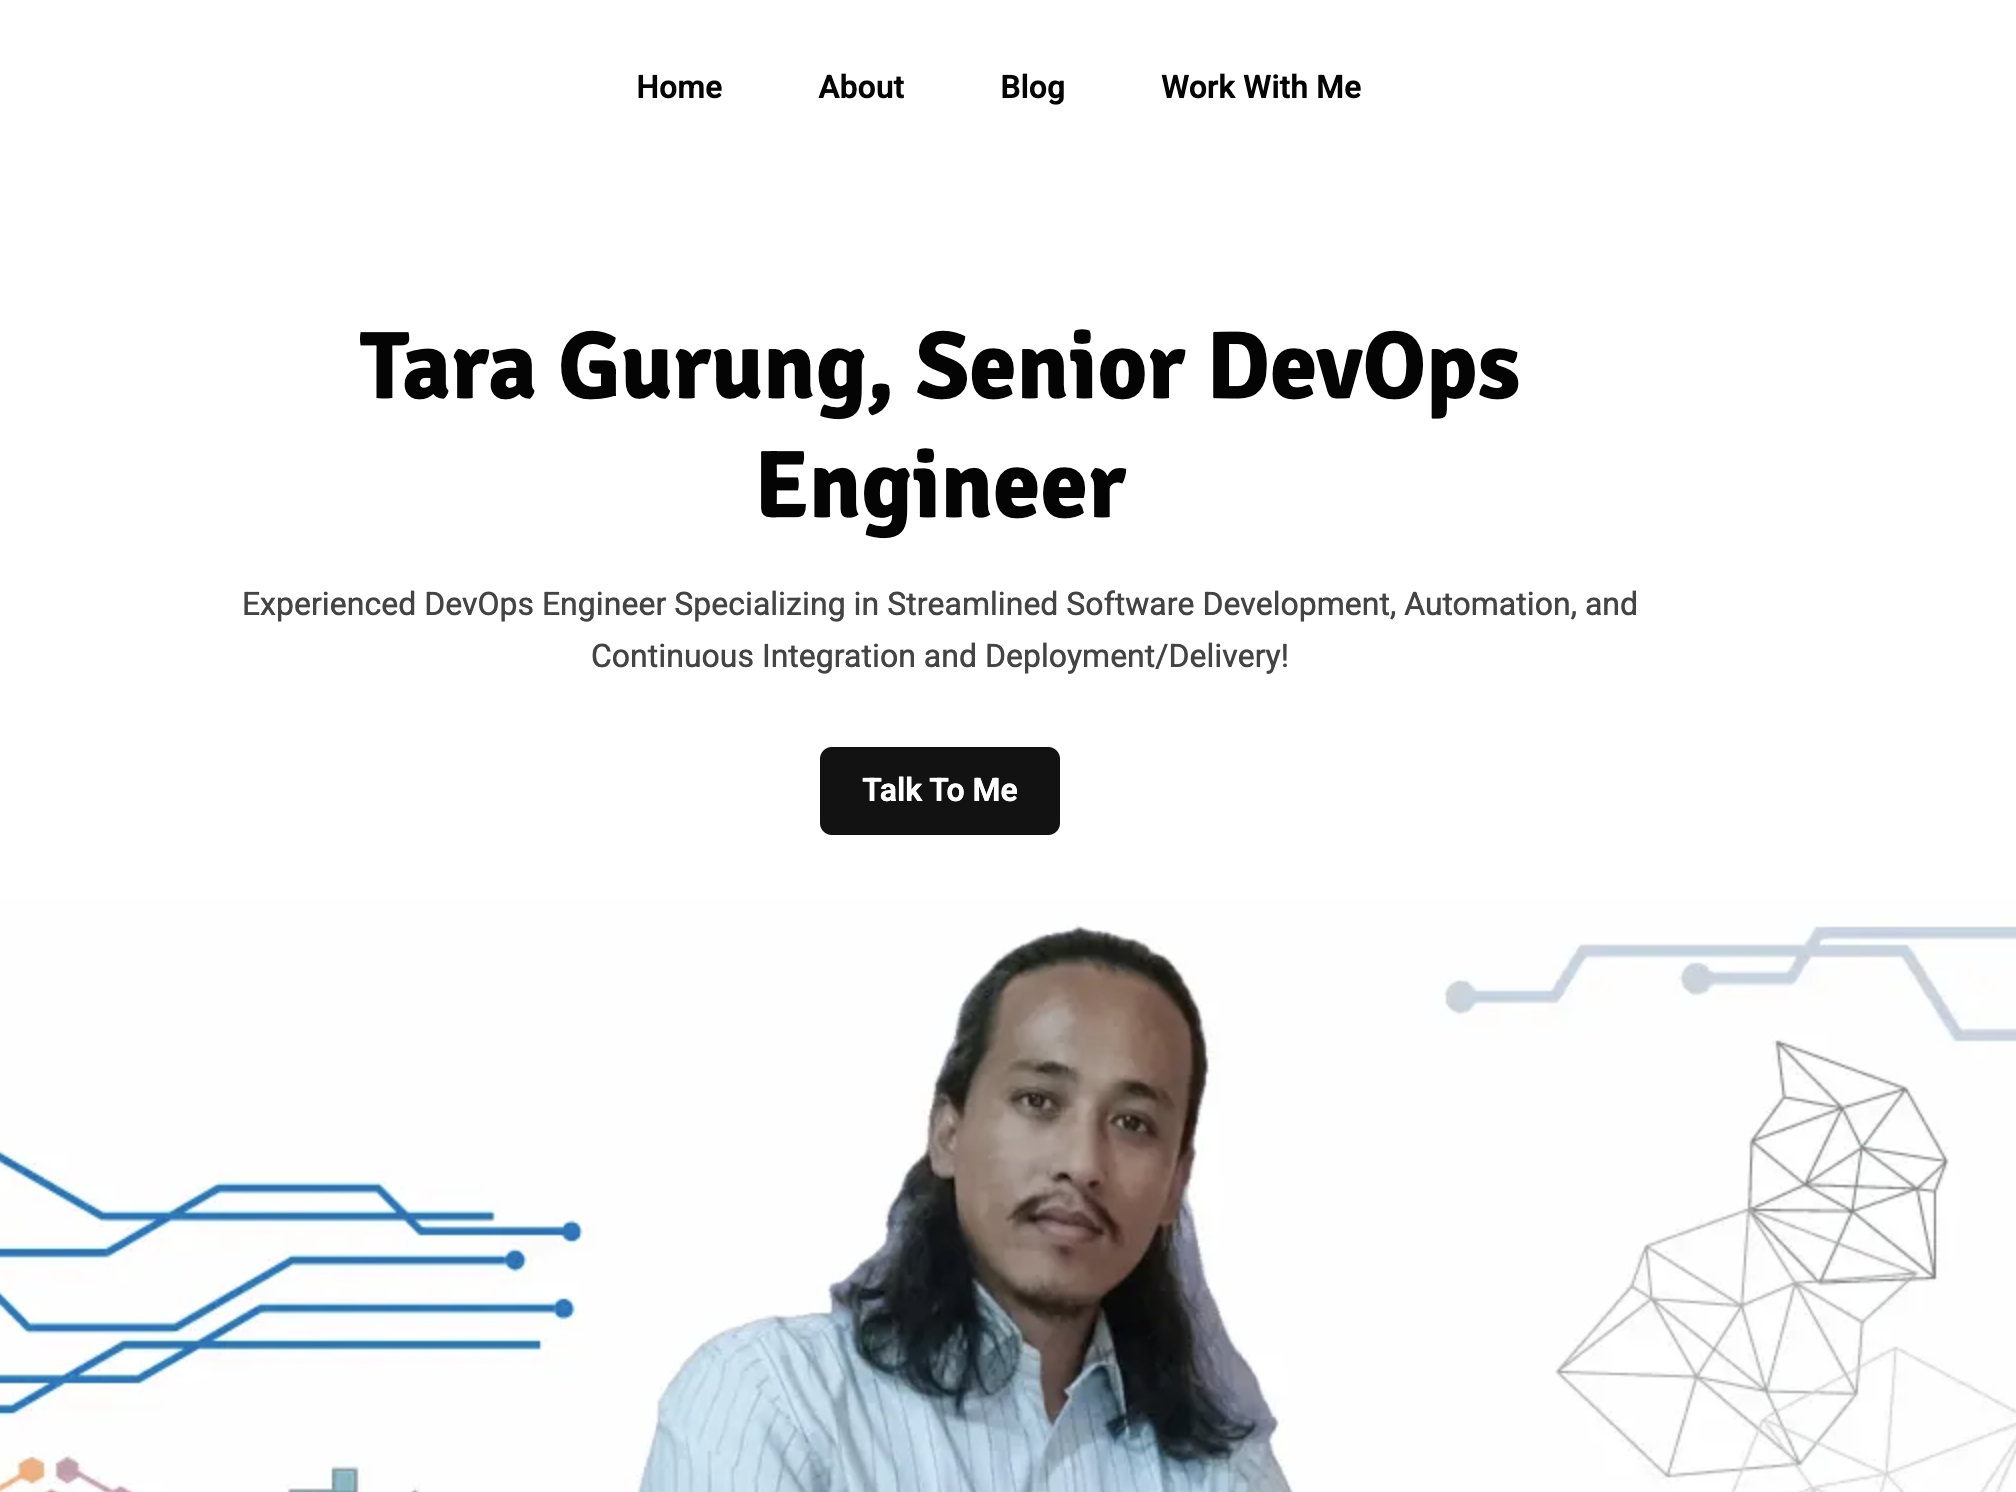 Home About Blog Work With Me
Tara Gurung, Senior DevOps
Engineer
Experienced DevOps Engineer Specializing in Streamlined Software Development, Automation, and
Continuous Integration and Deployment/Delivery!
Talk To Me